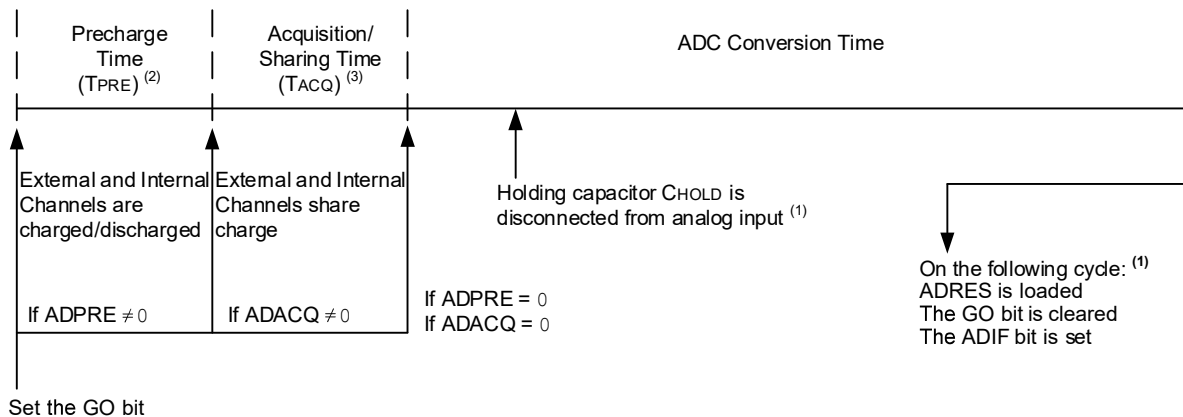 Precharge
Time
(TPRE) (2)
Acquisition/
Sharing Time
(TACQ) (3)
ADC Conversion Time
External and Internal
Channels are
charged/discharged
External and Internal
Channels share
charge
Holding capacitor CHOLD is
disconnected from analog input (1)
If ADPRE ≠ 0
If ADACQ ≠ 0
If ADPRE = 0
If ADACQ = 0
On the following cycle: (1)
ADRES is loaded
The GO bit is cleared
The ADIF bit is set
Set the GO bit